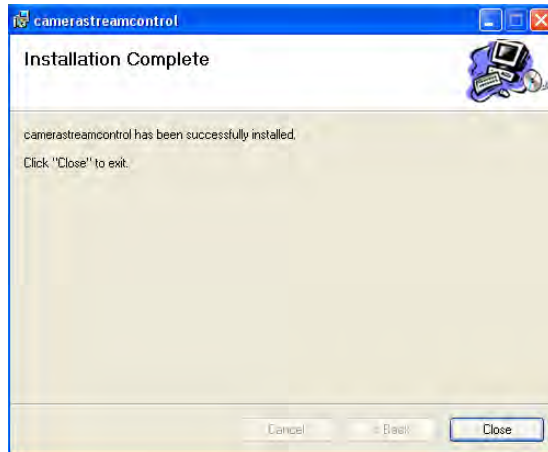 camerastreamcontrol
Installation Complete
camerastreamcontrol has been successfully installed.
Click "Close" to exit.
Cancel
< Back
Close